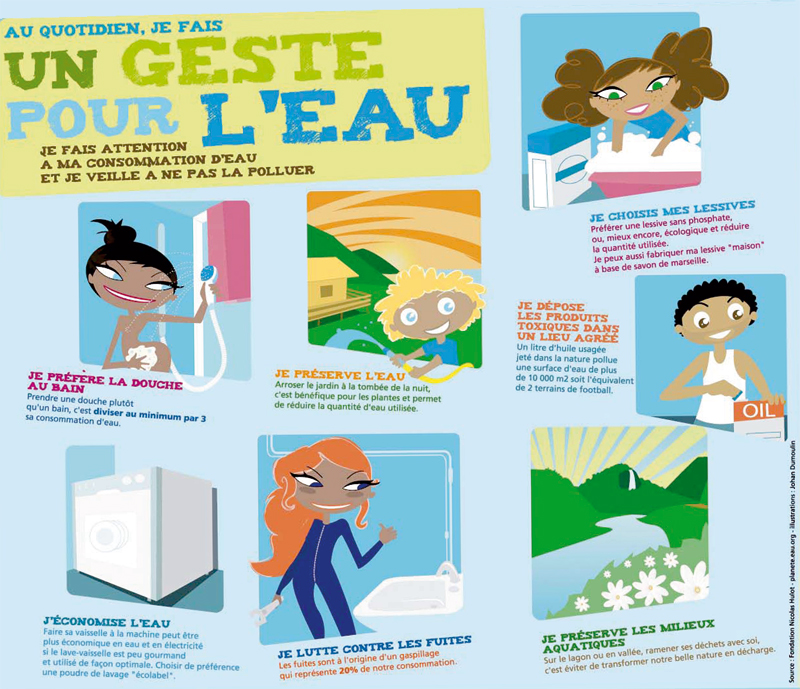 AU QUOTIDIEN, JE FAIS
UN GESTE
POUR L'EAU
JE FAIS ATTENTION
A MA CONSOMMATION D'EAU
ET JE VEILLE A NE PAS LA POLLUER
JE CHOISIS MES LESSIVES
Préférer une lessive sans phosphate,
ou, mieux encore, écologique et réduire
la quantité utilisée.
Je peux aussi fabriquer ma lessive "maison"
à base de savon de marseille.
JE PRÉFÈRE LA DOUCHE
AU BAIN
Prendre une douche plutôt
qu'un bain, c'est diviser au minimum par 3
sa consommation d'eau.
JE PRÉSERVE L'EAU
Arroser le jardin à la tombée de la nuit,
c'est bénéfique pour les plantes et permet
de réduire la quantité d'eau utilisée.
JE DÉPOSE
LES PRODUITS
TOXIQUES DANS
UN LIEU AGRÉÉ
Un litre d'huile usagée
jeté dans la nature pollue
une surface d'eau de plus
de 10 000 m2 soit l'équivalent
de 2 terrains de football.
OIL
J'ÉCONOMISE L'EAU
Faire sa vaisselle à la machine peut être
plus économique en eau et en électricité
si le lave-vaisselle est peu gourmand
et utilisé de façon optimale. Choisir de préférence
une poudre de lavage "écolabel".
JE LUTTE CONTRE LES FUITES
Les fuites sont à l'origine d'un gaspillage
qui représente 20% de notre consommation.
JE PRÉSERVE LES MILIEUX
AQUATIQUES
Sur le lagon ou en vallée, ramener ses déchets avec soi,
c'est éviter de transformer notre belle nature en décharge.
Source : Fondation Nicolas Hulot - planete.eau.org - illustrations : Johan Dumoulin